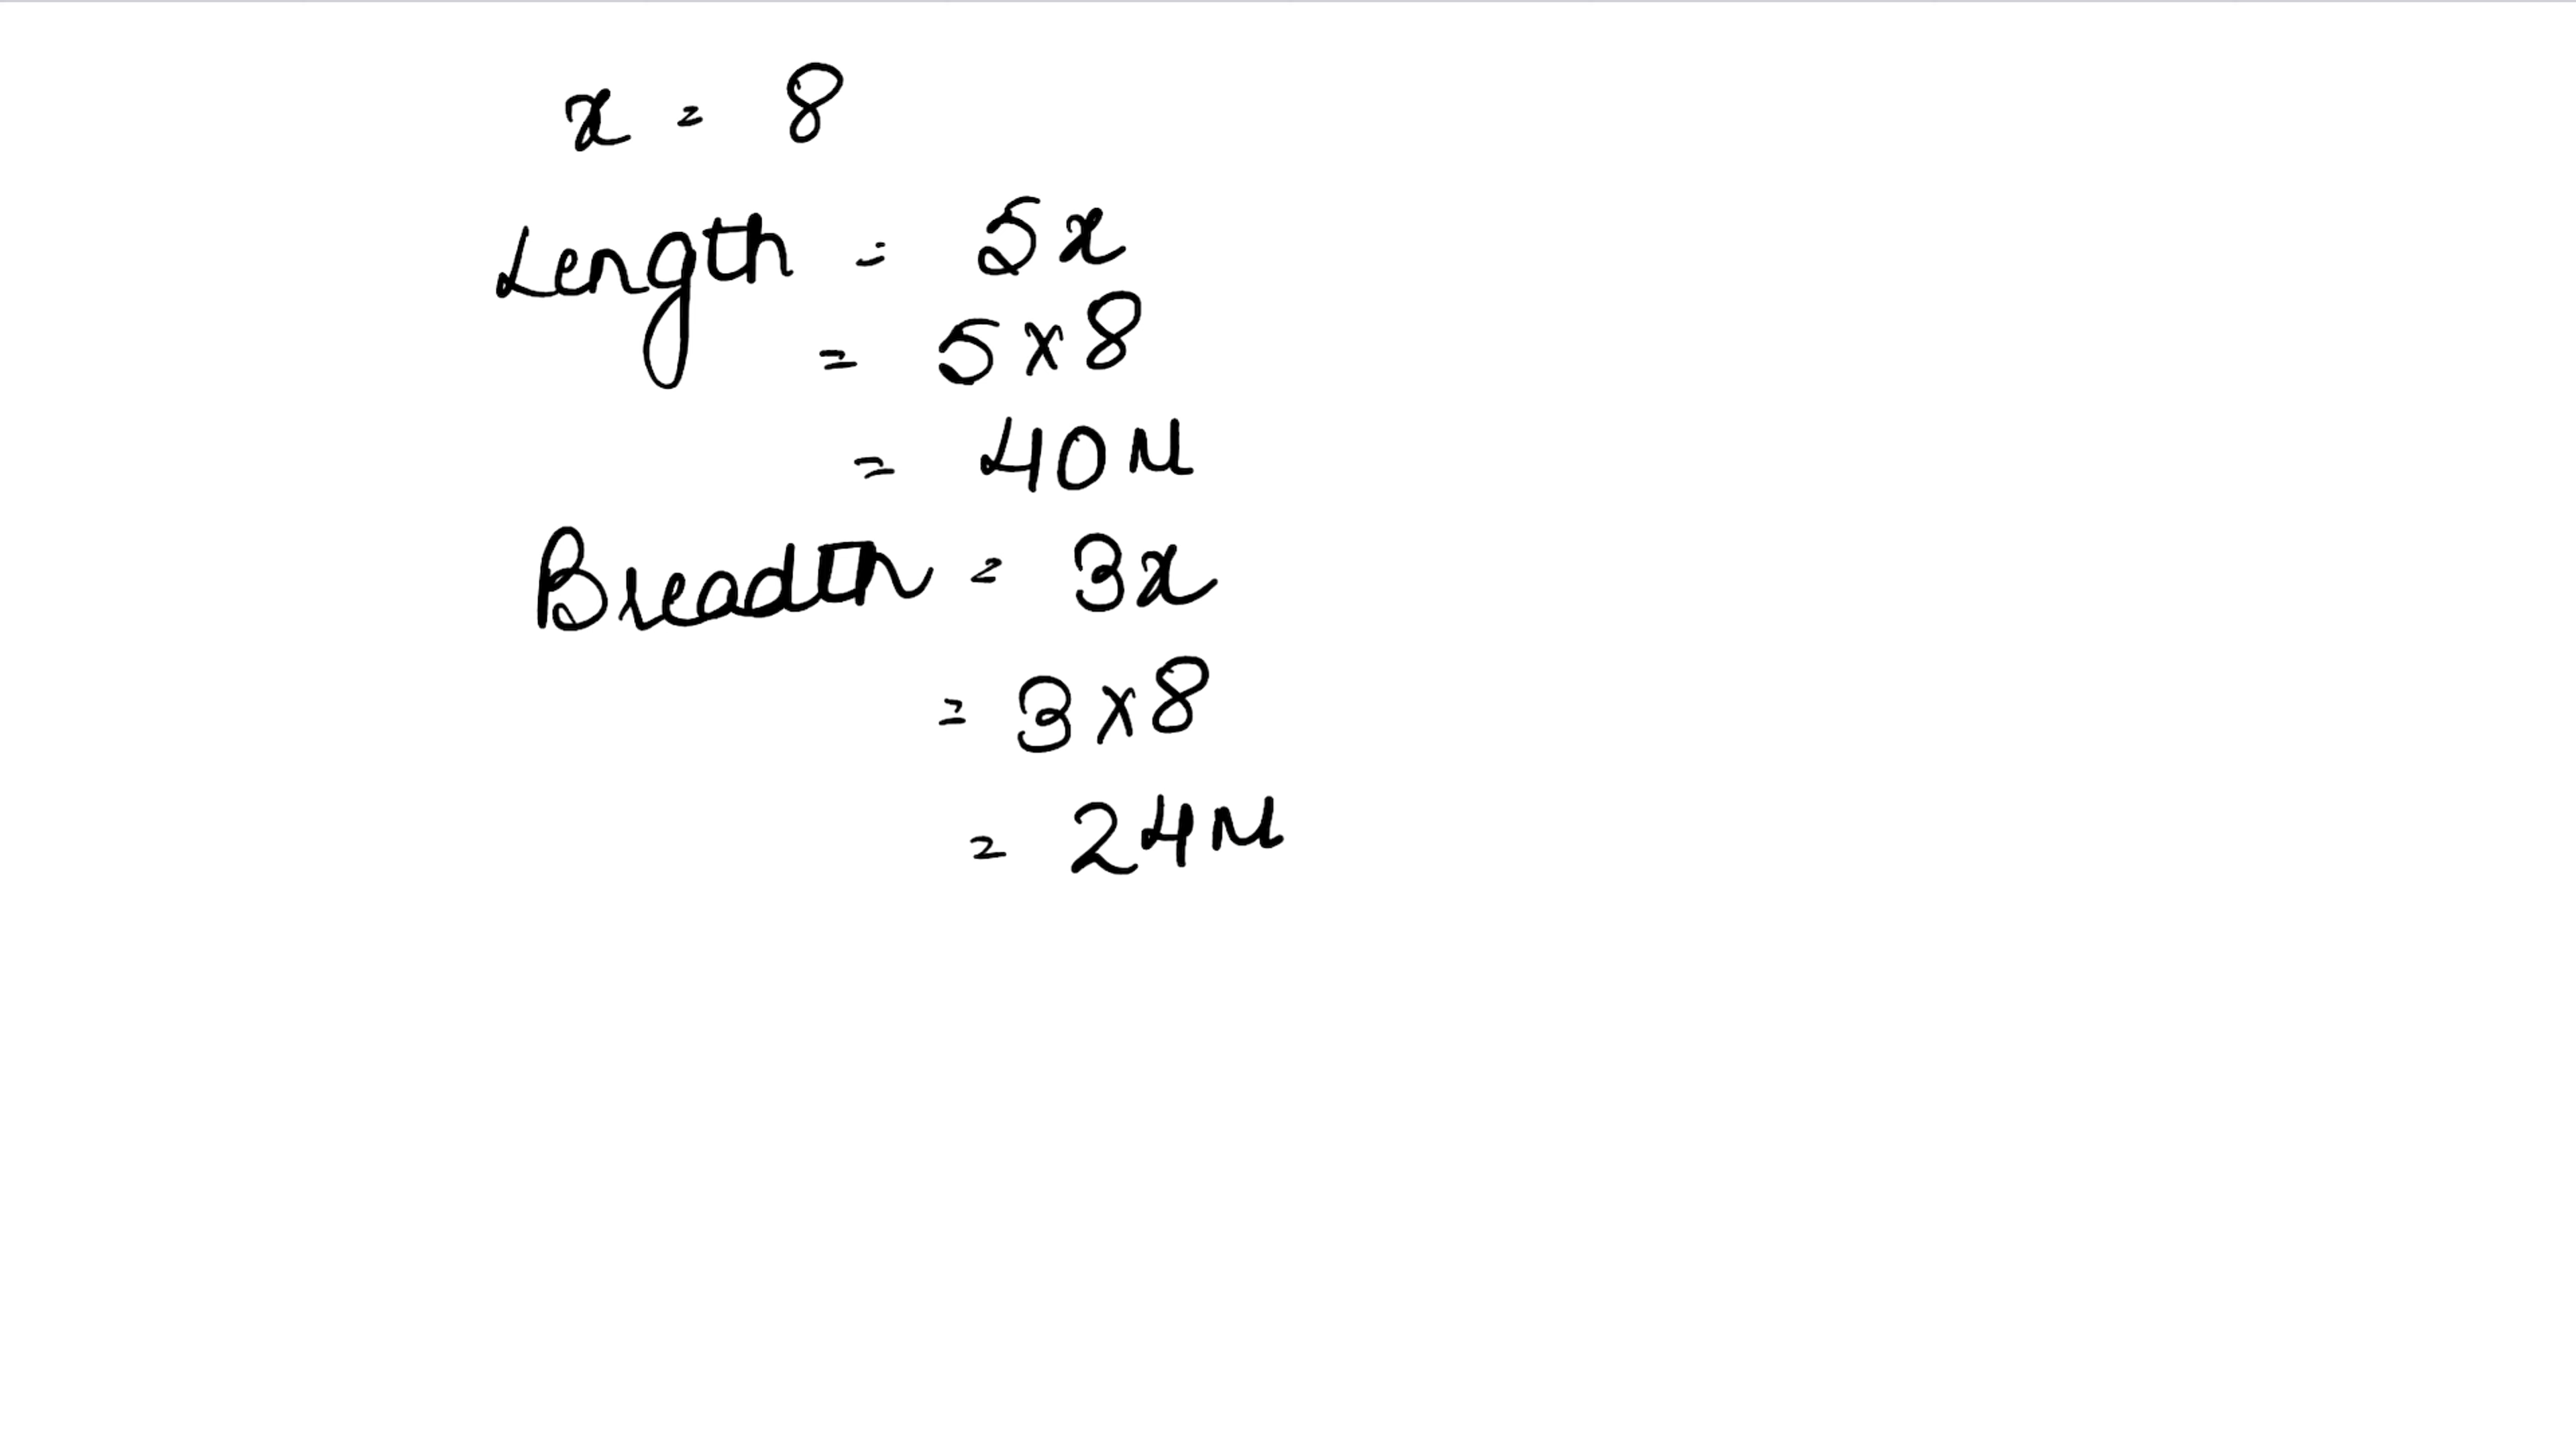 x = 8
Length = 5x
= 5x8
= 40M
Breadth = 3x
= 3x8
= 24M